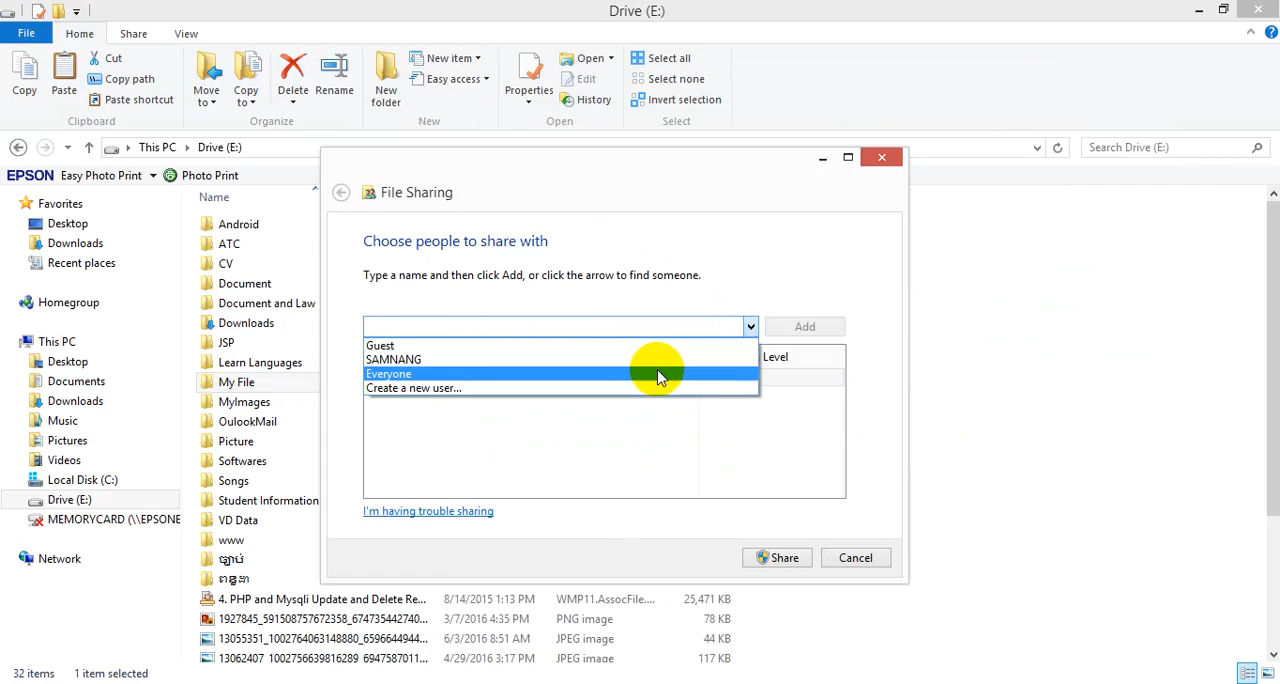 Drive (E:)
File
Home
Share
View
Copy
Paste
Cut
Copy path
Paste shortcut
Clipboard
Move to
Copy to
Delete
Rename
Organize
New folder
New item
Easy access
New
Properties
Open
Edit
History
Open
Select all
Select none
Invert selection
Select
This PC
Drive (E:)
Search Drive (E:)
EPSON Easy Photo Print
Photo Print
Favorites
Desktop
Downloads
Recent places
Homegroup
This PC
Desktop
Documents
Downloads
Music
Pictures
Videos
Local Disk (C:)
Drive (E:)
MEMORYCARD (\\EPSONE
Network
Name
Android
ATC
CV
Document
Document and Law
Downloads
JSP
Learn Languages
My File
MyImages
OulookMail
Picture
Softwares
Songs
Student Information
VD Data
www
ច្បាប់
4. PHP and Mysqli Update and Delete Re... 8/14/2015 1:13 PM WMP11.AssocFile.... 25,471 KB
1927845_591508757672358_674735442740... 3/7/2016 4:35 PM PNG image 78 KB
13055351_1002764063148880_6596644944... 6/3/2016 8:51 AM JPEG image 44 KB
13062407_1002756639816289_6947587011... 4/29/2016 3:17 PM JPEG image 117 KB
File Sharing
Choose people to share with
Type a name and then click Add, or click the arrow to find someone.
Add
Guest
SAMNANG
Everyone
Create a new user...
Level
I'm having trouble sharing
Share
Cancel
32 items
1 item selected